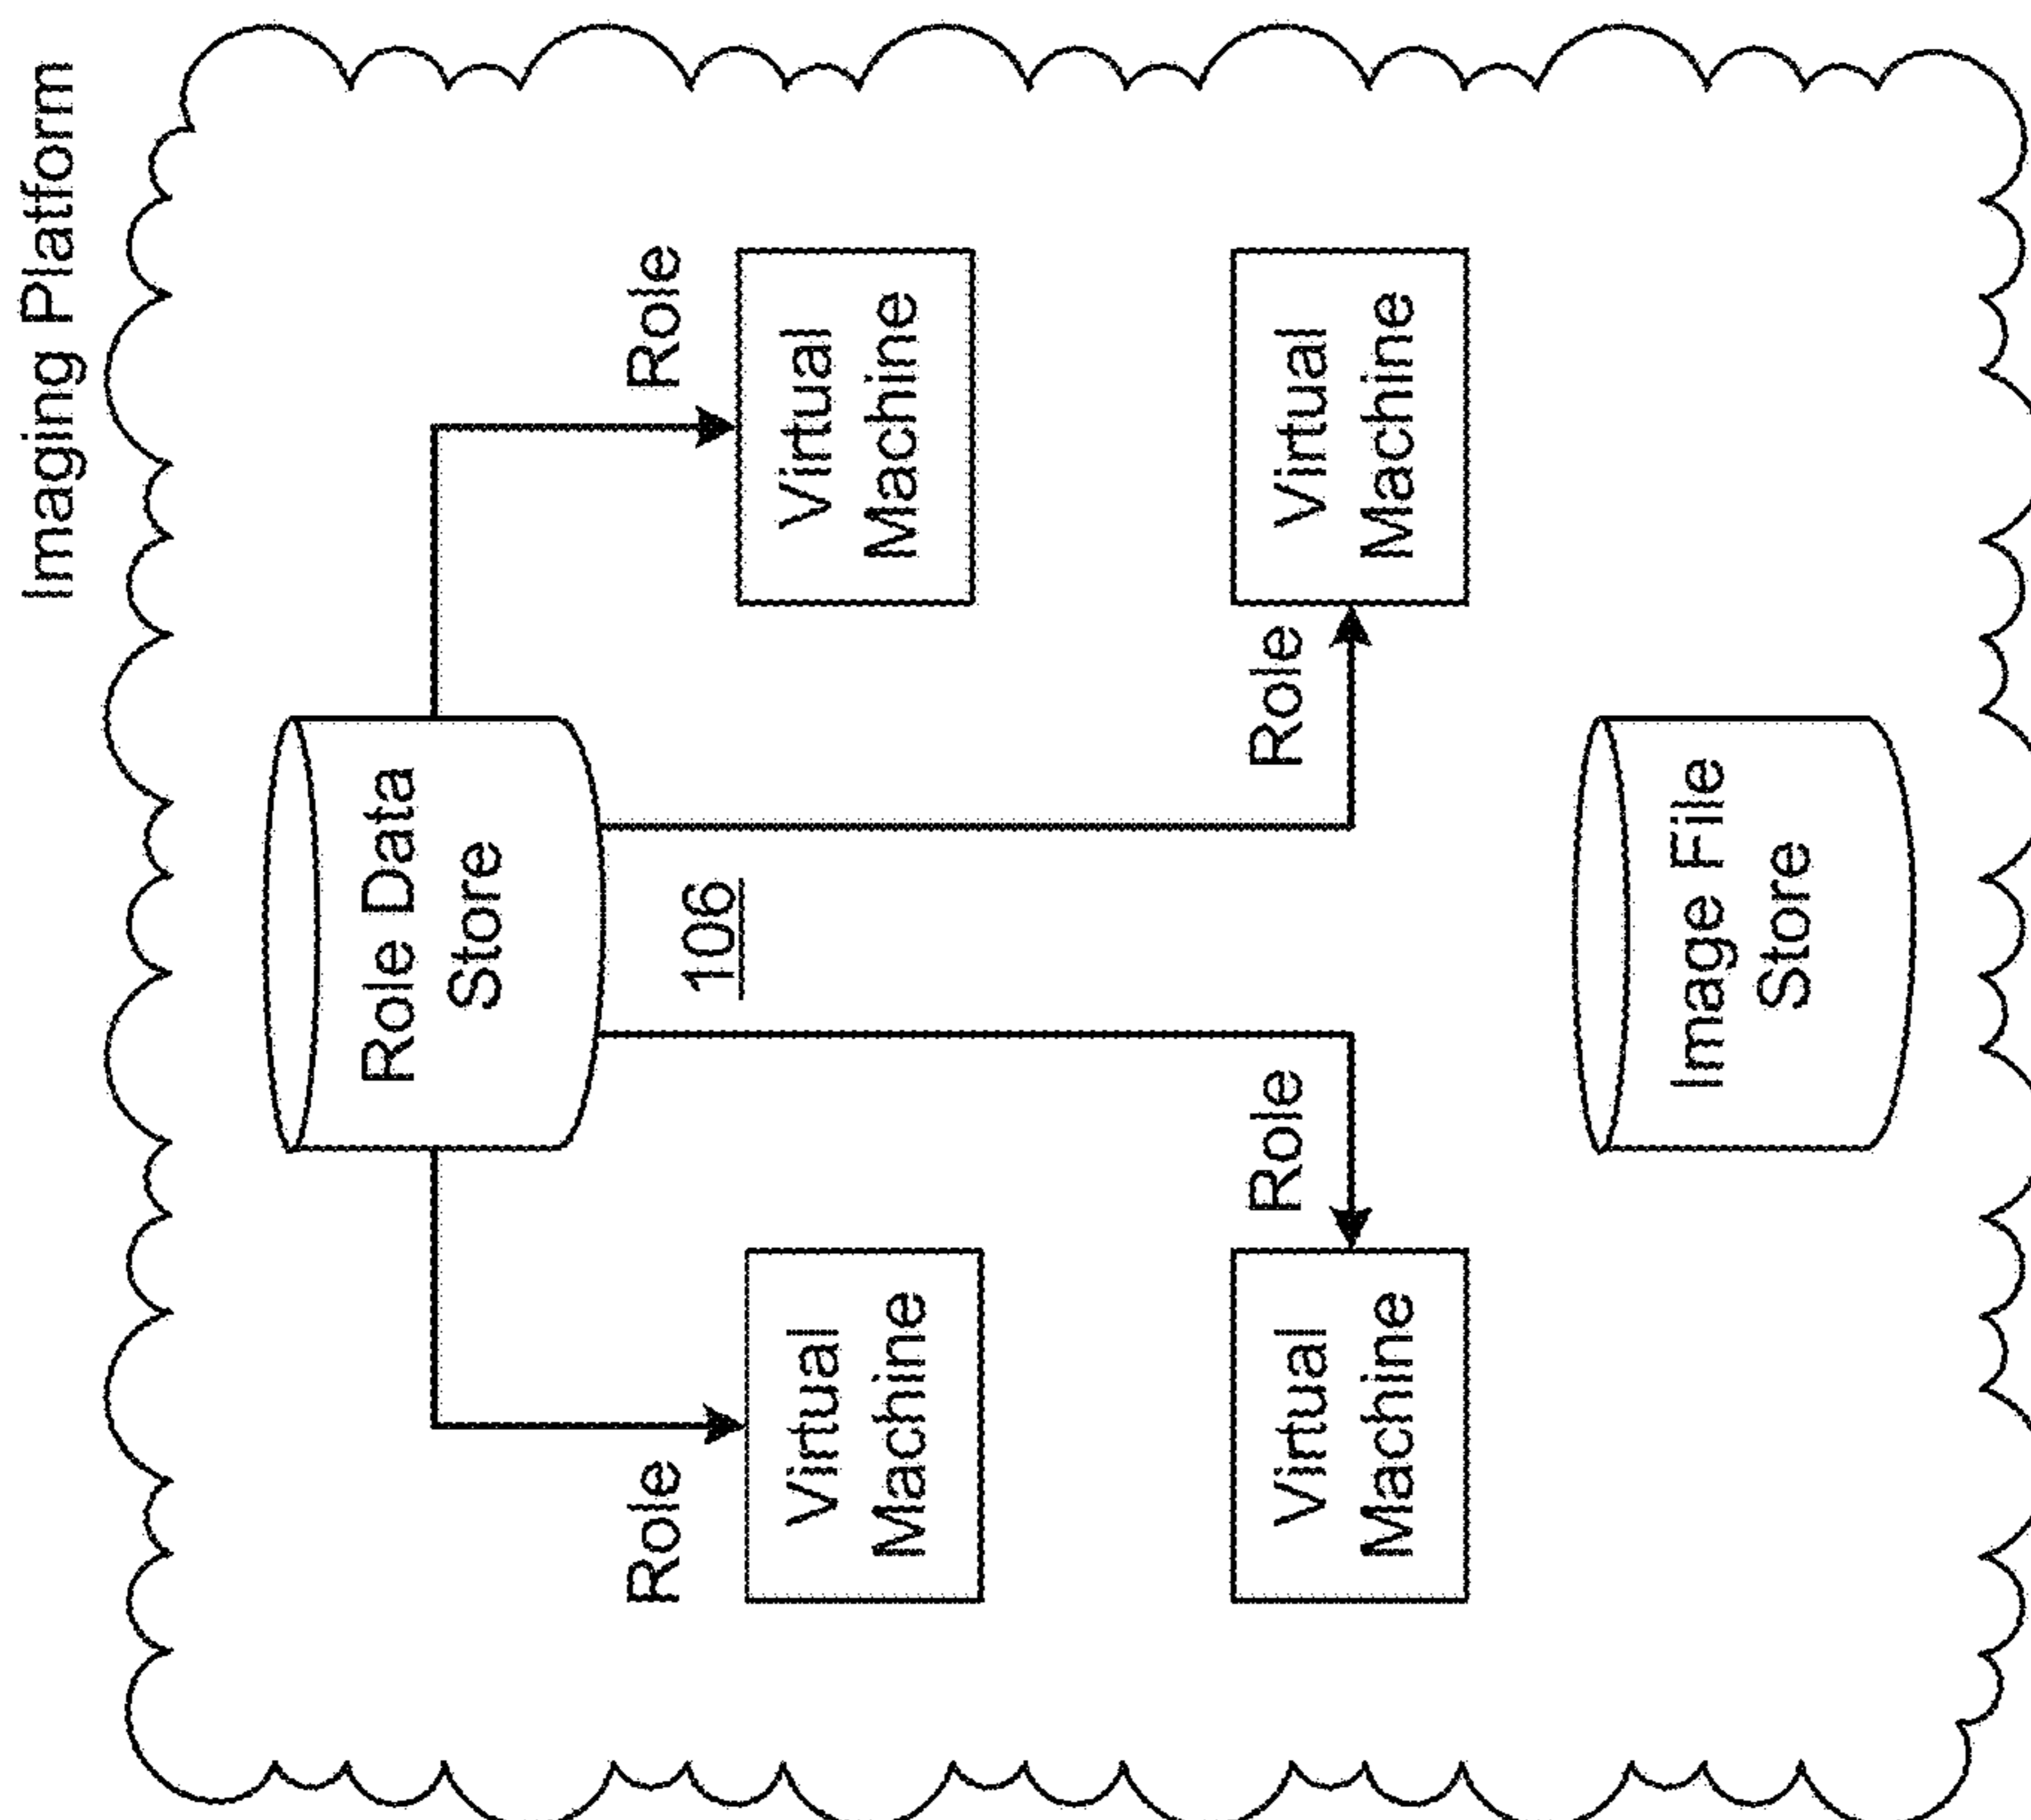 Imaging Platform
Role Data
Store
Role
Role
106
Virtual
Machine
Virtual
Machine
Role
Role
Virtual
Machine
Virtual
Machine
Image File
Store